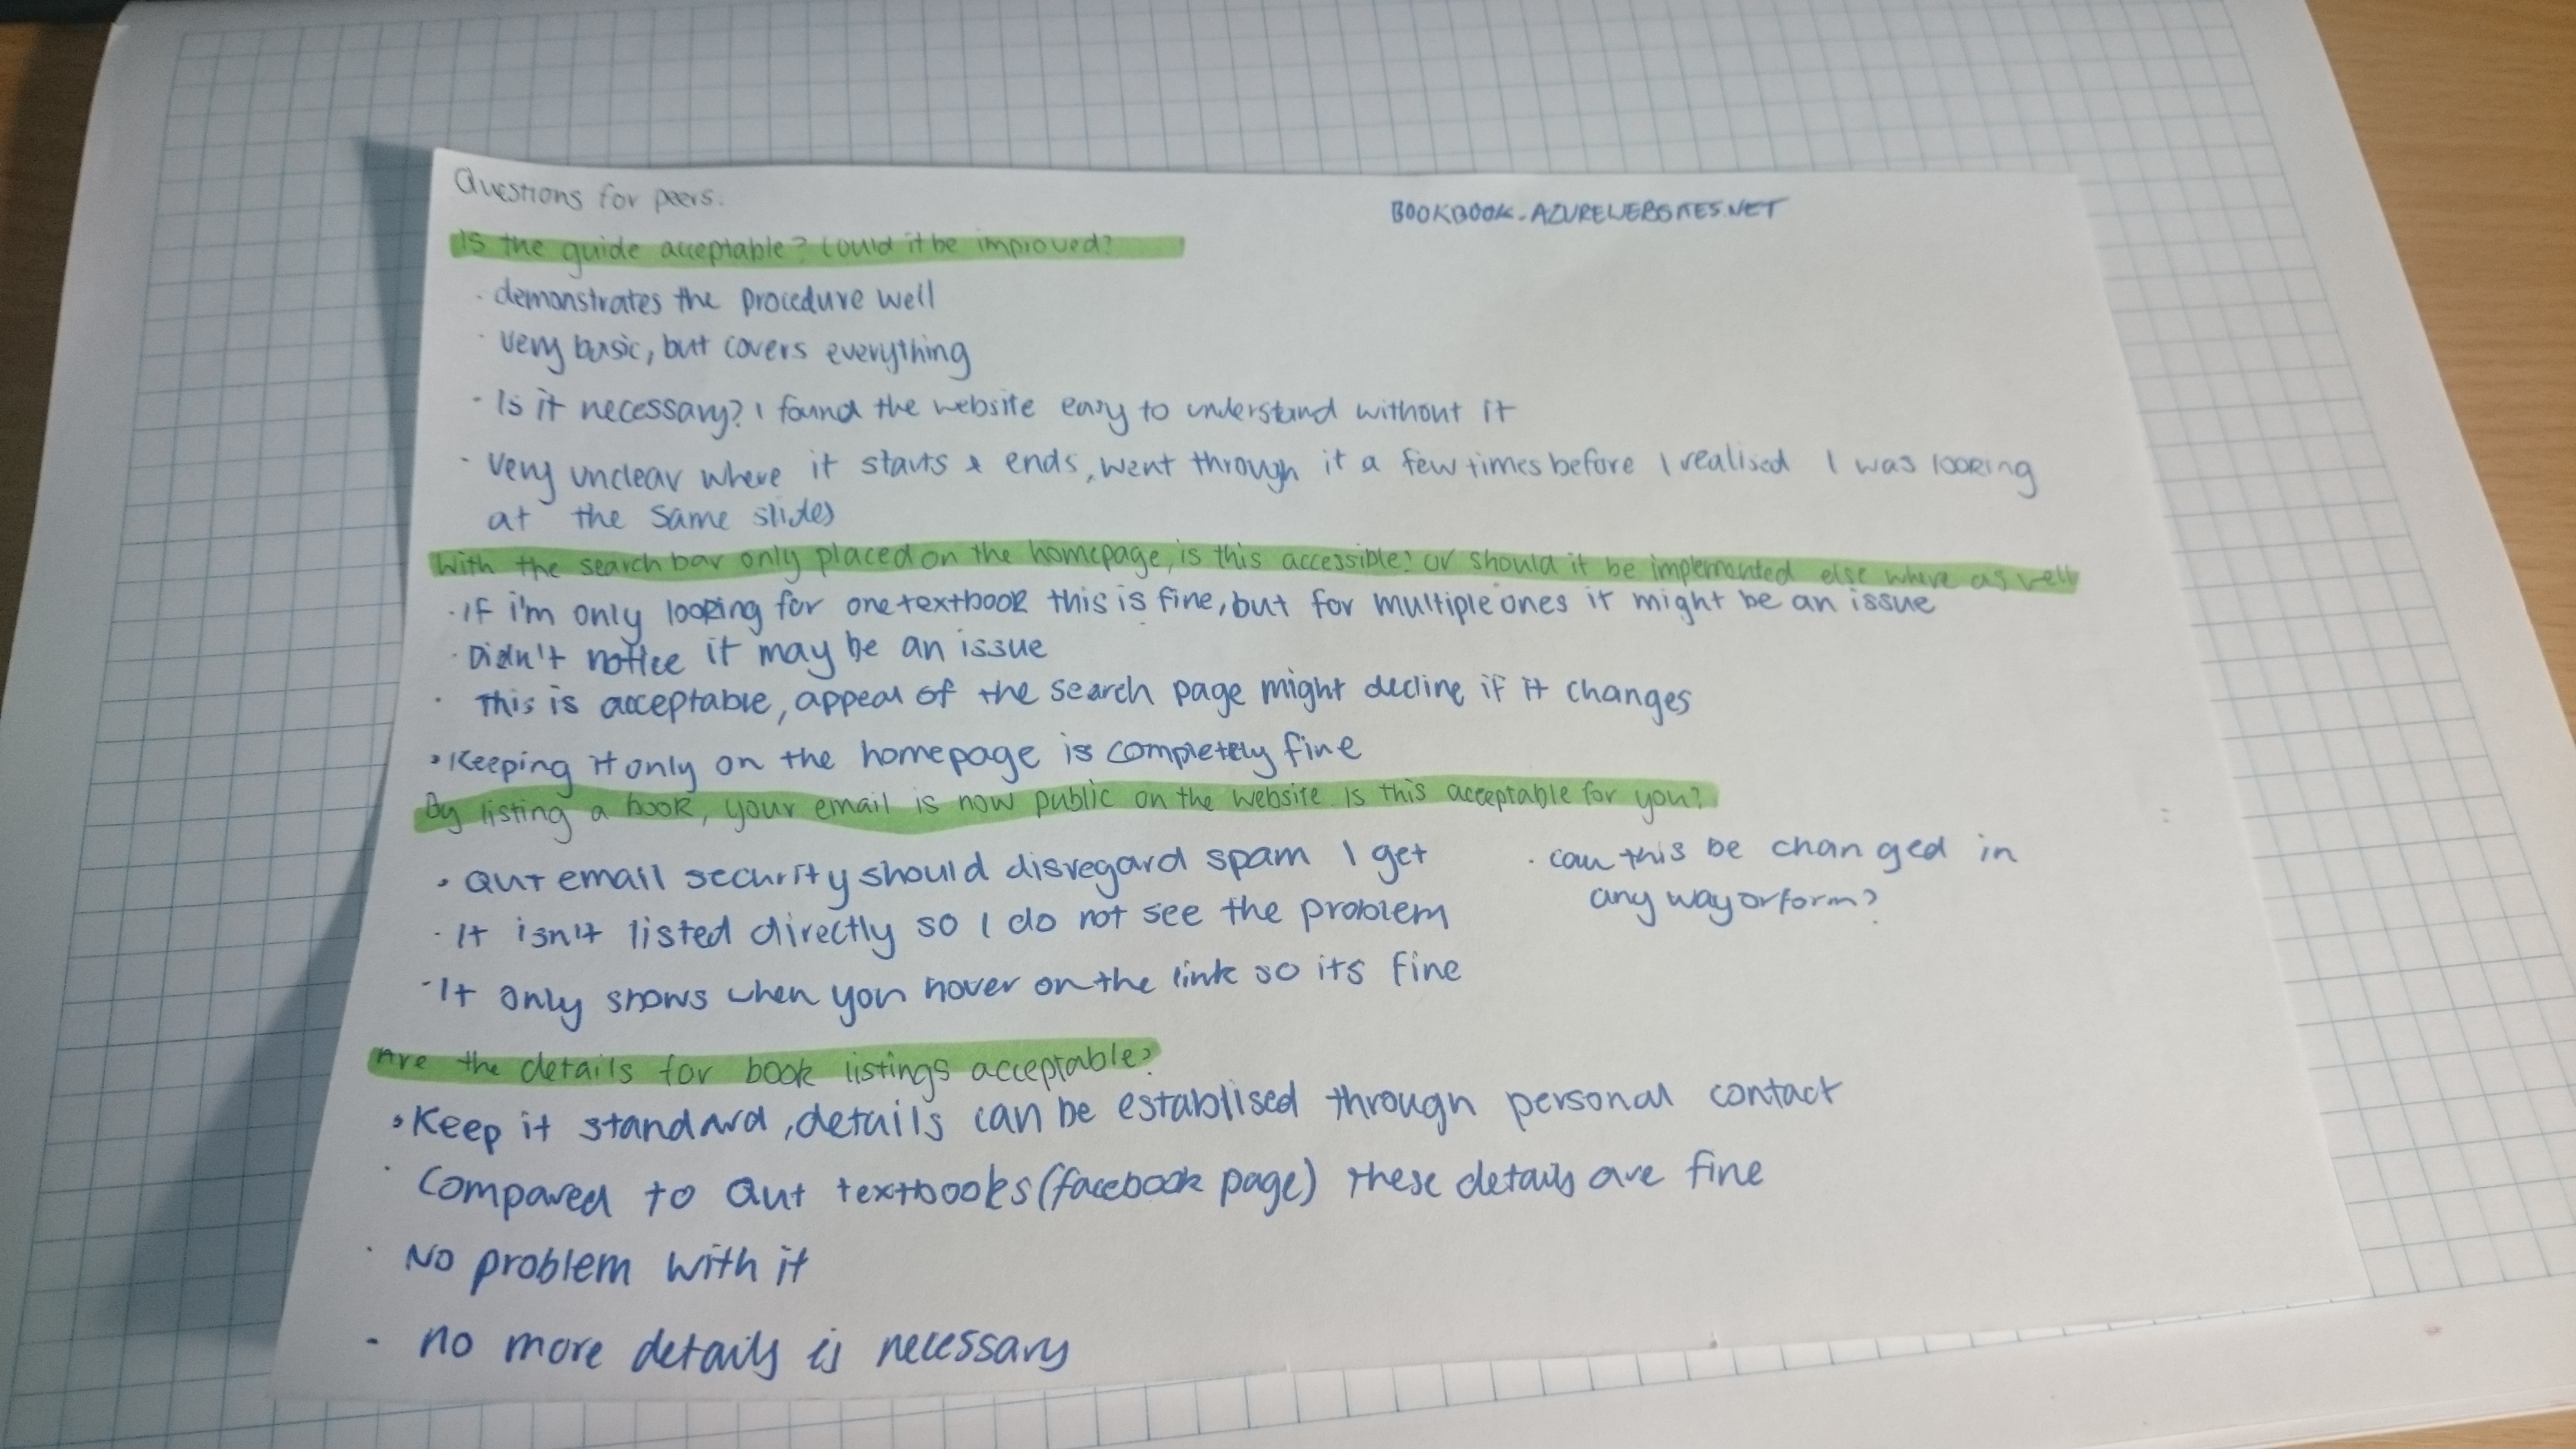 Questions for peers.
BOOKBOOK.AZUREWEBSITES.NET
Is the guide acceptable? Could it be improved?
· demonstrates the procedure well
· very basic, but covers everything
- Is it necessary? I found the website easy to understand without it
- very unclear where it starts & ends, went through it a few times before I realised I was looking
at the same slides
With the search bar only placed on the homepage, is this accessible? or should it be implemented else where as well
· If i'm only looking for one textbook this is fine, but for multiple ones it might be an issue
· Didn't notice it may be an issue
· This is acceptable, appeal of the search page might decline if it changes
· Keeping it only on the homepage is completely fine
By listing a book, your email is now public on the website. Is this acceptable for you?
· QUT email security should disregard spam I get
· It isn't listed directly so I do not see the problem
· It only shows when you hover on the link so its fine
· can this be changed in
any way or form?
Are the details for book listings acceptable?
· Keep it standard, details can be establised through personal contact
· Compared to Qut textbooks (facebook page) these details are fine
· No problem with it
- no more details is necessary